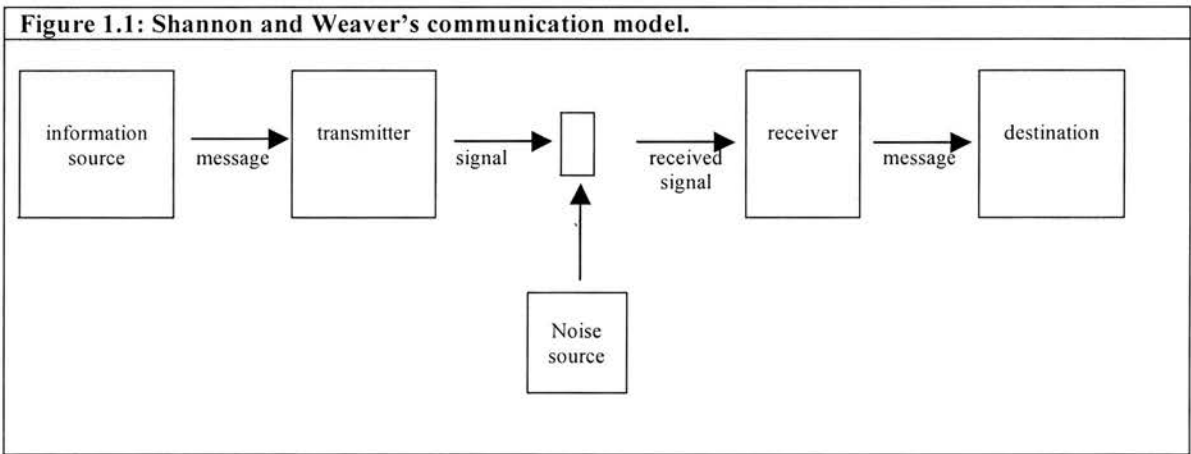 Figure 1.1: Shannon and Weaver's communication model.
information
source
message
transmitter
signal
received
signal
receiver
message
destination
Noise
source